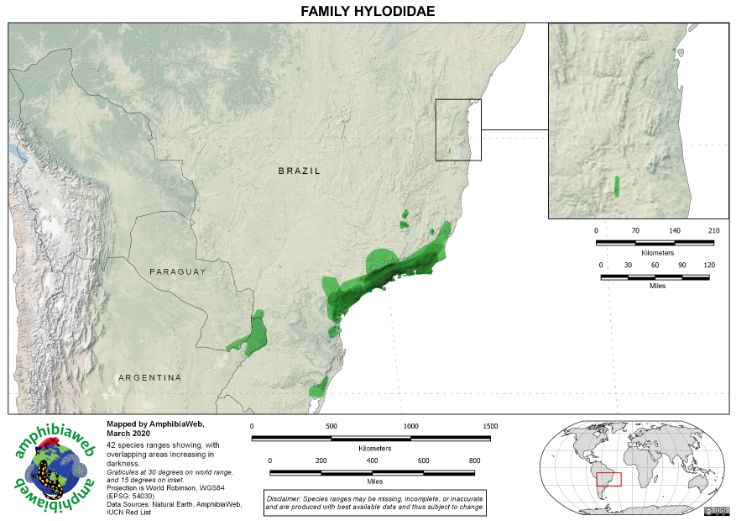 FAMILY HYLODIDAE
BRAZIL
PARAGUAY
ARGENTINA
0 70 140 210
Kilometers
0 30 60 90 120
Miles
amphibiaweb
amphibiaweb
Mapped by AmphibiaWeb,
March 2020
42 species ranges showing, with
overlapping areas increasing in
darkness.
Graticules at 30 degrees on world range,
and 15 degrees on inset.
Projection is World Robinson, WGS84
(EPSG: 54030)
Data Sources: Natural Earth, AmphibiaWeb,
IUCN Red List
0 500 1000 1500
Kilometers
0 200 400 600 800
Miles
Disclaimer: Species ranges may be missing, incomplete, or inaccurate
and are produced with best available data and thus subject to change.